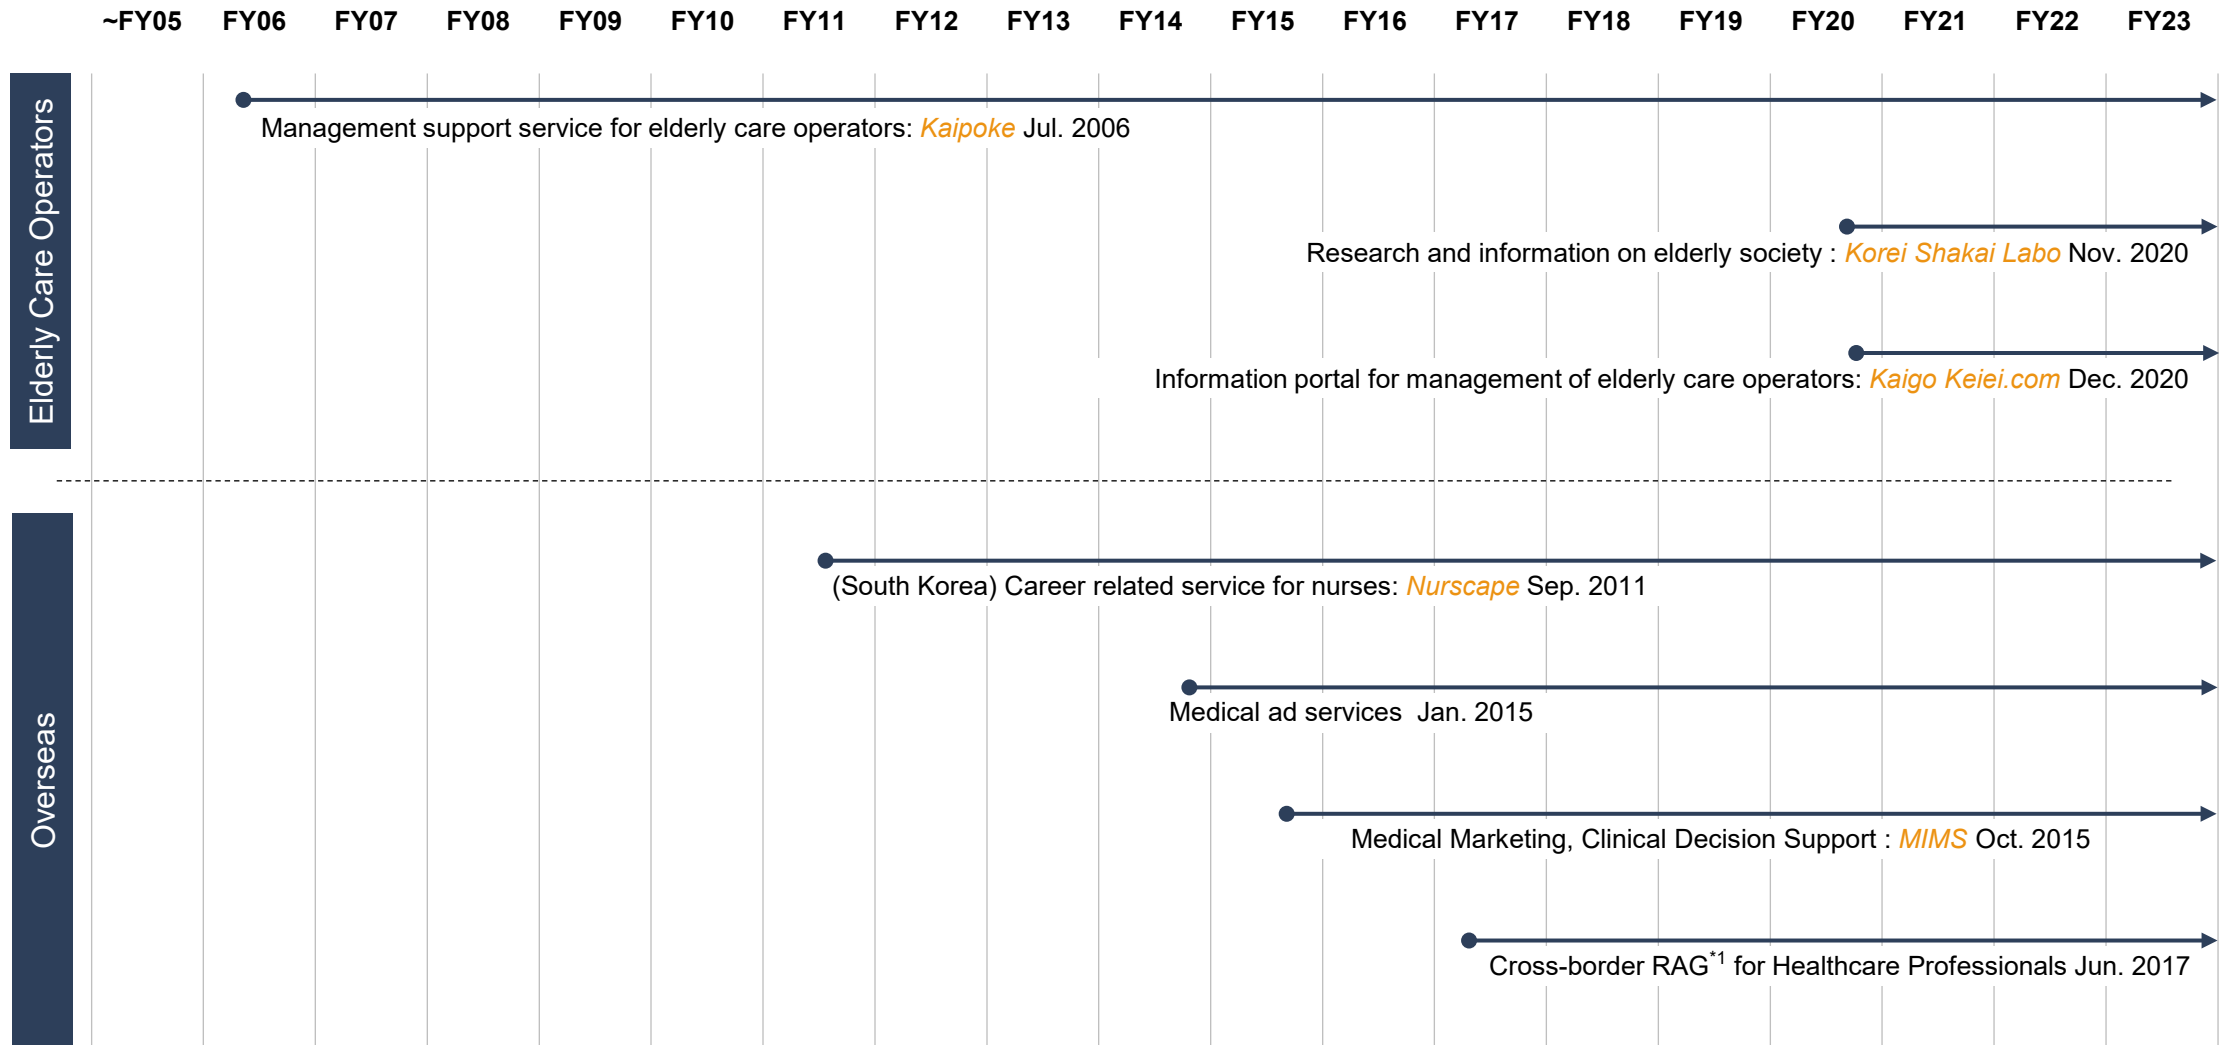 ~FY05 FY06 FY07 FY08 FY09 FY10 FY11 FY12 FY13 FY14 FY15 FY16 FY17 FY18 FY19 FY20 FY21 FY22 FY23
Elderly Care Operators
Management support service for elderly care operators: Kaipoke Jul. 2006
Research and information on elderly society : Korei Shakai Labo Nov. 2020
Information portal for management of elderly care operators: Kaigo Keiei.com Dec. 2020
Overseas
(South Korea) Career related service for nurses: Nurscape Sep. 2011
Medical ad services Jan. 2015
Medical Marketing, Clinical Decision Support : MIMS Oct. 2015
Cross-border RAG*1 for Healthcare Professionals Jun. 2017